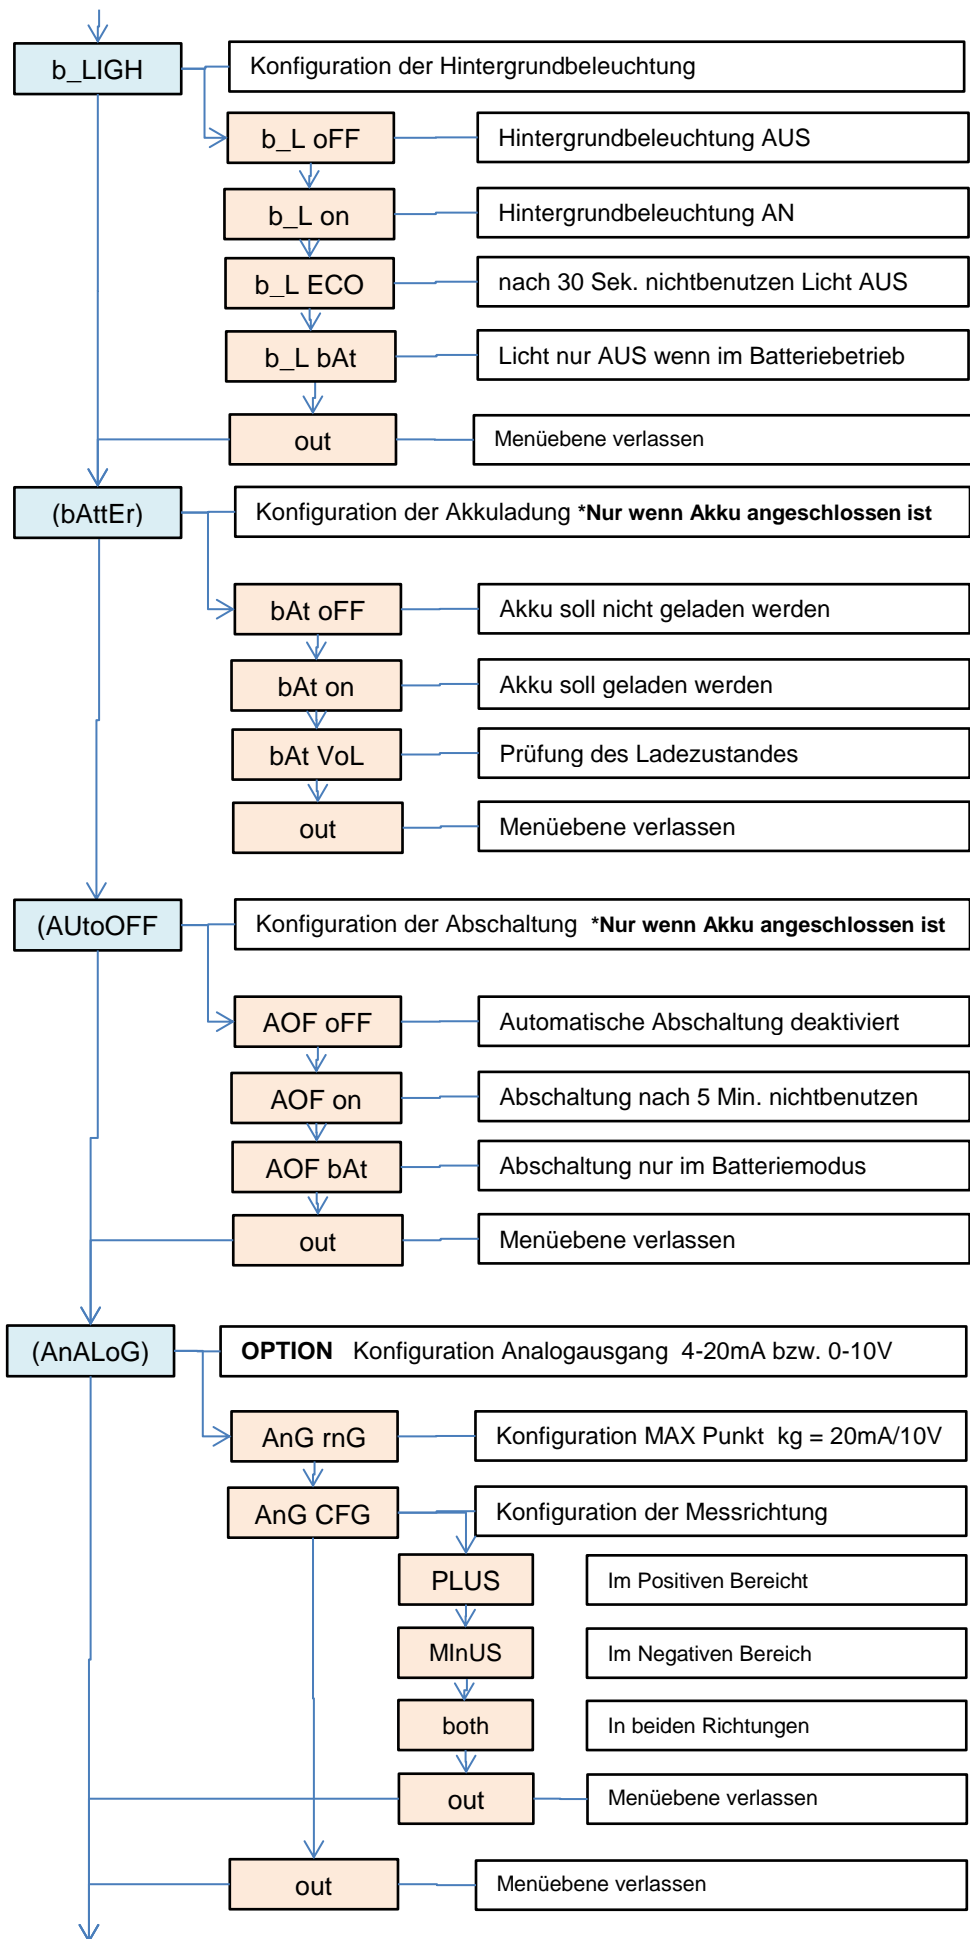 b_LIGH Konfiguration der Hintergrundbeleuchtung
b_L oFF Hintergrundbeleuchtung AUS
b_L on Hintergrundbeleuchtung AN
b_L ECO nach 30 Sek. nichtbenutzen Licht AUS
b_L bAt Licht nur AUS wenn im Batteriebetrieb
out Menüebene verlassen
(bAttEr) Konfiguration der Akkuladung *Nur wenn Akku angeschlossen ist
bAt oFF Akku soll nicht geladen werden
bAt on Akku soll geladen werden
bAt VoL Prüfung des Ladezustandes
out Menüebene verlassen
(AUtoOFF Konfiguration der Abschaltung *Nur wenn Akku angeschlossen ist
AOF oFF Automatische Abschaltung deaktiviert
AOF on Abschaltung nach 5 Min. nichtbenutzen
AOF bAt Abschaltung nur im Batteriemodus
out Menüebene verlassen
(AnALoG) OPTION Konfiguration Analogausgang 4-20mA bzw. 0-10V
AnG rnG Konfiguration MAX Punkt kg = 20mA/10V
AnG CFG Konfiguration der Messrichtung
PLUS Im Positiven Bereicht
MInUS Im Negativen Bereich
both In beiden Richtungen
out Menüebene verlassen
out Menüebene verlassen